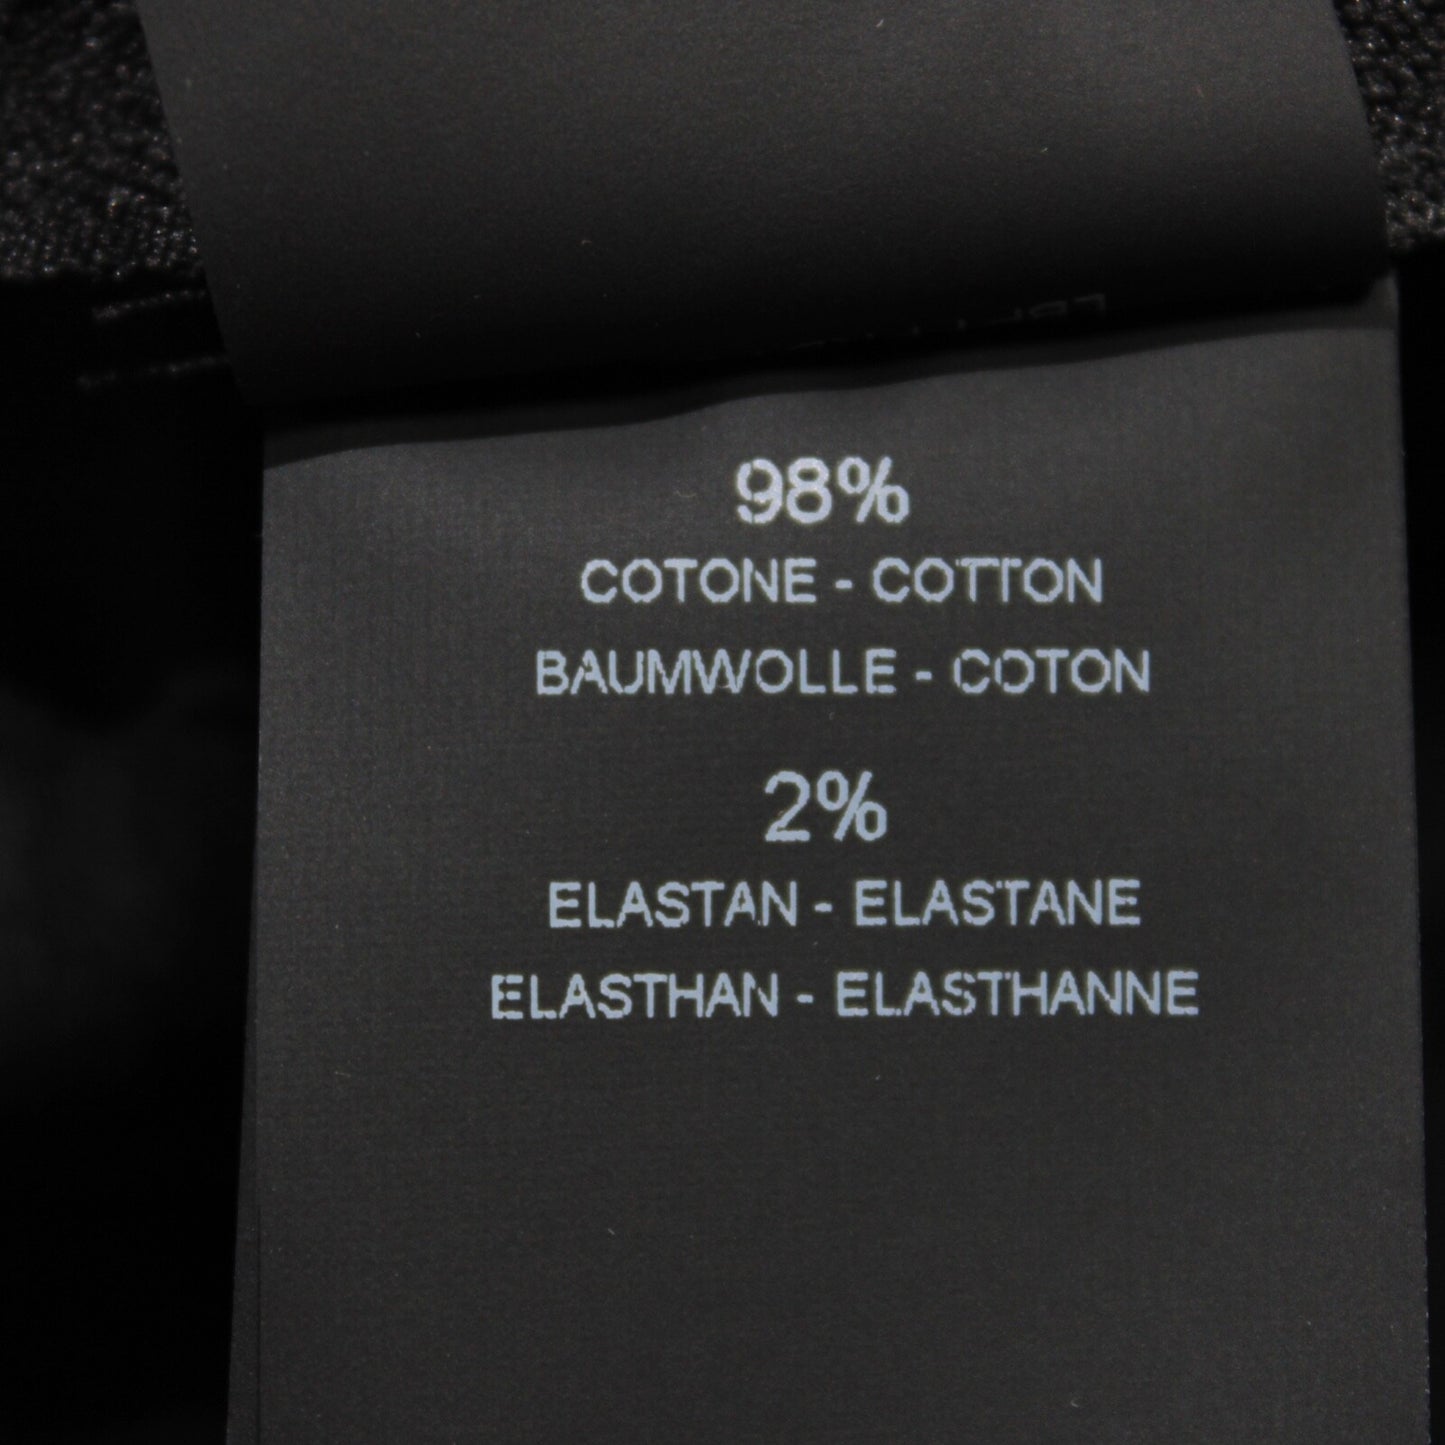 98%
COTONE - COTTON
BAUMWOLLE - COTON
2%
ELASTAN - ELASTANE
ELASTHAN - ELASTHANNE